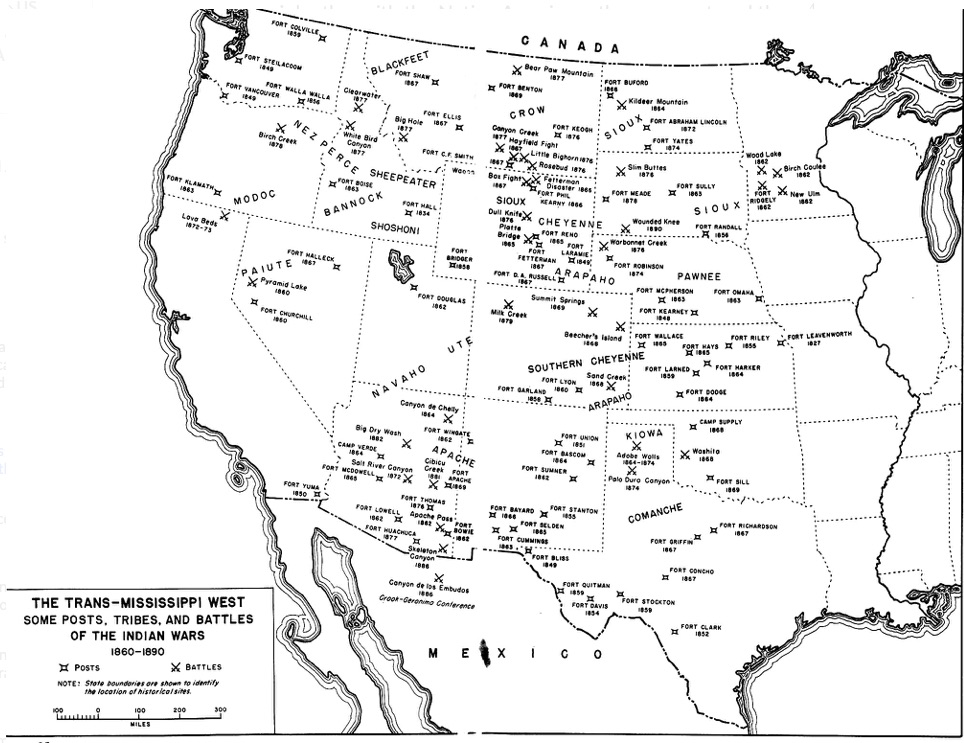 CANADA
FORT COLVILLE
1859
FORT STEILACOOM
1849
FORT VANCOUVER
1849
FORT WALLA WALLA
1856
BLACKFEET
FORT SHAW
1867
Clearwater
1877
Big Hole
1877
FORT ELLIS
1867
White Bird
Canyon
1877
Birch Creek
1878
NEZ PERCE
FORT C.F. SMITH
SHEEPEATER
FORT BOISE
1863
BANNOCK
FORT HALL
1834
SHOSHONI
FORT KLAMATH
1863
MODOC
Lava Beds
1872-73
FORT HALLECK
1867
PAIUTE
Pyramid Lake
1860
FORT CHURCHILL
1860
FORT BRIDGER
1858
FORT DOUGLAS
1862
Bear Paw Mountain
1877
FORT BENTON
1869
CROW
Canyon Creek
1877
FORT KEOGH
1876
Hayfield Fight
1867
1867
Little Bighorn 1876
Rosebud 1876
Box Fight
1867
Fetterman
Disaster 1866
FORT PHIL
KEARNY 1866
SIOUX
Dull Knife
1876
CHEYENNE
Platte
Bridge
1865
FORT RENO
1865
FORT
FETTERMAN
1867
FORT
LARAMIE
1849
FORT D.A. RUSSELL
1867
ARAPAHO
FORT BUFORD
1866
Kildeer Mountain
1864
SIOUX
FORT ABRAHAM LINCOLN
1872
FORT YATES
1874
Slim Buttes
1876
FORT MEADE
1878
FORT SULLY
1863
SIOUX
Wounded Knee
1890
FORT RANDALL
1856
Warbonnet Creek
1876
FORT ROBINSON
1874
PAWNEE
Wood Lake
1862
Birch Coulee
1862
FORT
RIDGELY
1862
New Ulm
1862
FORT MCPHERSON
1863
FORT OMAHA
1863
FORT KEARNEY
1848
Summit Springs
1869
Milk Creek
1879
Beecher's Island
1868
UTE
SOUTHERN CHEYENNE
Sand Creek
1868
FORT LYON
1860
FORT GARLAND
1858
ARAPAHO
FORT WALLACE
1865
FORT HAYS
1865
FORT RILEY
1855
FORT LEAVENWORTH
1827
FORT LARNED
1859
FORT HARKER
1864
FORT DODGE
1864
NAVAHO
Canyon de Chelly
1864
Big Dry Wash
1882
FORT WINGATE
1862
CAMP VERDE
1864
APACHE
Salt River Canyon
1872
Cibicu
Creek
1881
FORT
APACHE
1869
FORT MCDOWELL
1865
FORT YUMA
1850
FORT THOMAS
1876
FORT LOWELL
1862
Apache Pass
1862
FORT
BOWIE
1862
FORT HUACHUCA
1877
Skeleton
Canyon
1886
Canyon de los Embudos
1886
Crook-Geronimo Conference
FORT UNION
1851
FORT BASCOM
1864
FORT SUMNER
1862
FORT BAYARD
1866
FORT STANTON
1855
FORT SELDEN
1865
FORT CUMMINGS
1863
FORT BLISS
1849
KIOWA
Adobe Walls
1864-1874
Palo Duro Canyon
1874
CAMP SUPPLY
1868
Washita
1868
FORT SILL
1869
COMANCHE
FORT RICHARDSON
1867
FORT GRIFFIN
1867
FORT CONCHO
1867
FORT QUITMAN
1859
FORT DAVIS
1854
FORT STOCKTON
1859
FORT CLARK
1852
MEXICO
THE TRANS-MISSISSIPPI WEST
SOME POSTS, TRIBES, AND BATTLES
OF THE INDIAN WARS
1860-1890
POSTS
BATTLES
NOTE: State boundaries are shown to identify
the location of historical sites.
100 0 100 200 300
MILES